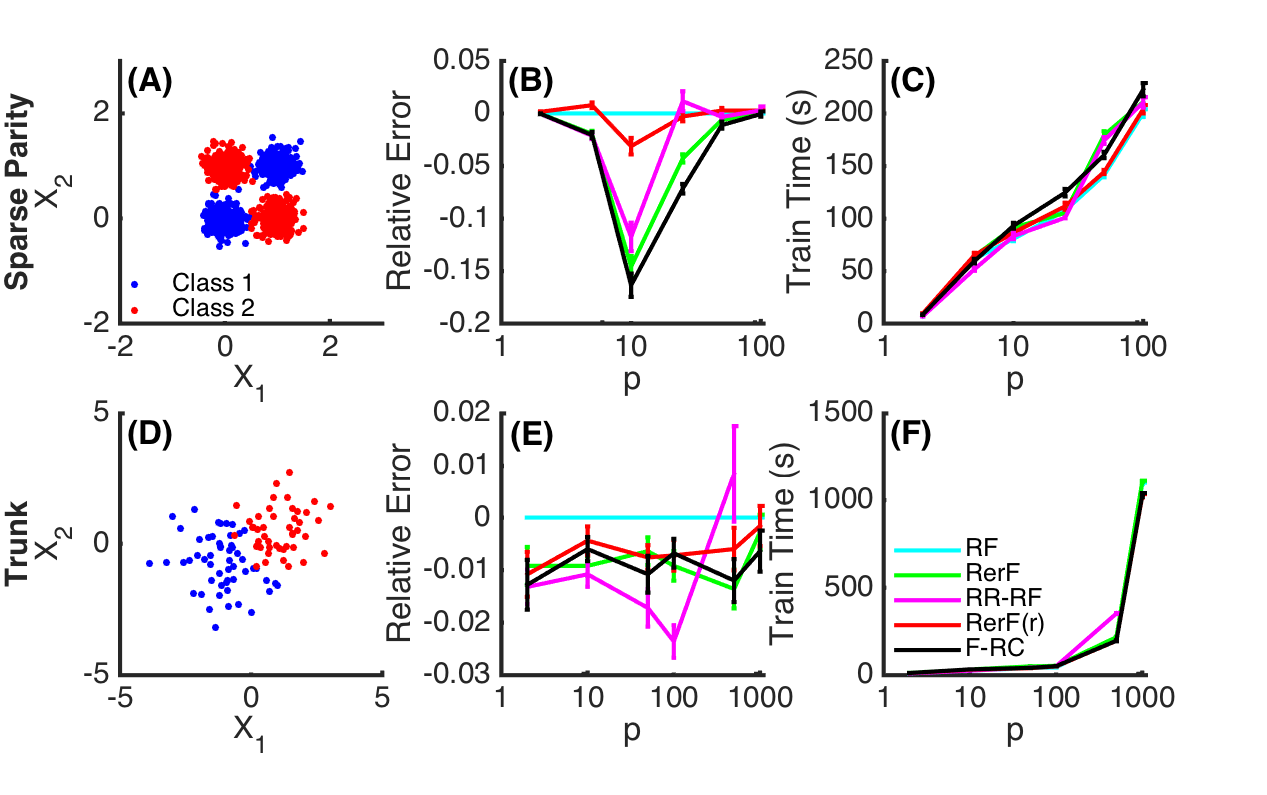 Sparse Parity
(A)
X2
2
0
-2
-2
0
2
X1
Class 1
Class 2
(B)
Relative Error
0.05
0
-0.05
-0.1
-0.15
-0.2
1
10
100
p
(C)
Train Time (s)
250
200
150
100
50
0
1
10
100
p
Trunk
(D)
X2
5
0
-5
-5
0
5
X1
(E)
Relative Error
0.02
0.01
0
-0.01
-0.02
-0.03
1
10
100
1000
p
(F)
Train Time (s)
1500
1000
500
0
1
10
100
1000
p
RF
RerF
RR-RF
RerF(r)
F-RC